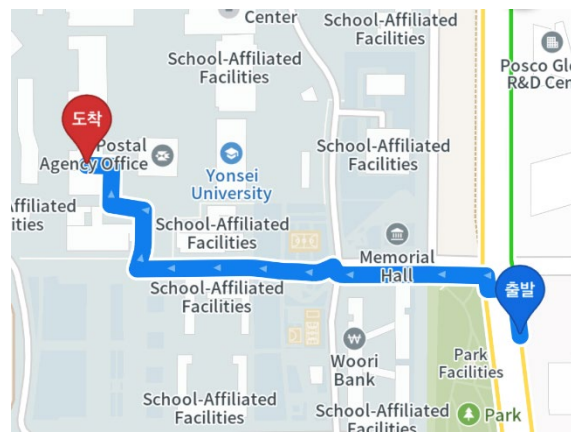 Center
School-Affiliated
Facilities
School-Affiliated
Facilities
Posco Gl
R&D Cen
도착
Postal
Agency Office
Yonsei
University
School-Affiliated
Facilities
Affiliated
ities
School-Affiliated
Facilities
Memorial
Hall
출발
School-Affiliated
Facilities
Woori
Bank
Park
Facilities
School-Affiliated
Facilities
School-Affiliated
Facilities
Park